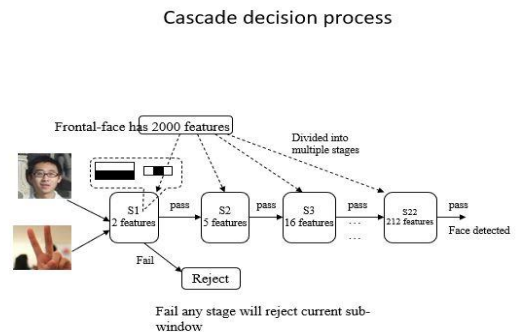 Cascade decision process
Frontal-face has 2000 features
Divided into
multiple stages
S1
2 features
pass
S2
5 features
pass
S3
16 features
pass
... 
...
S22
212 features
pass
Face detected
Fail
Reject
Fail any stage will reject current sub-
window